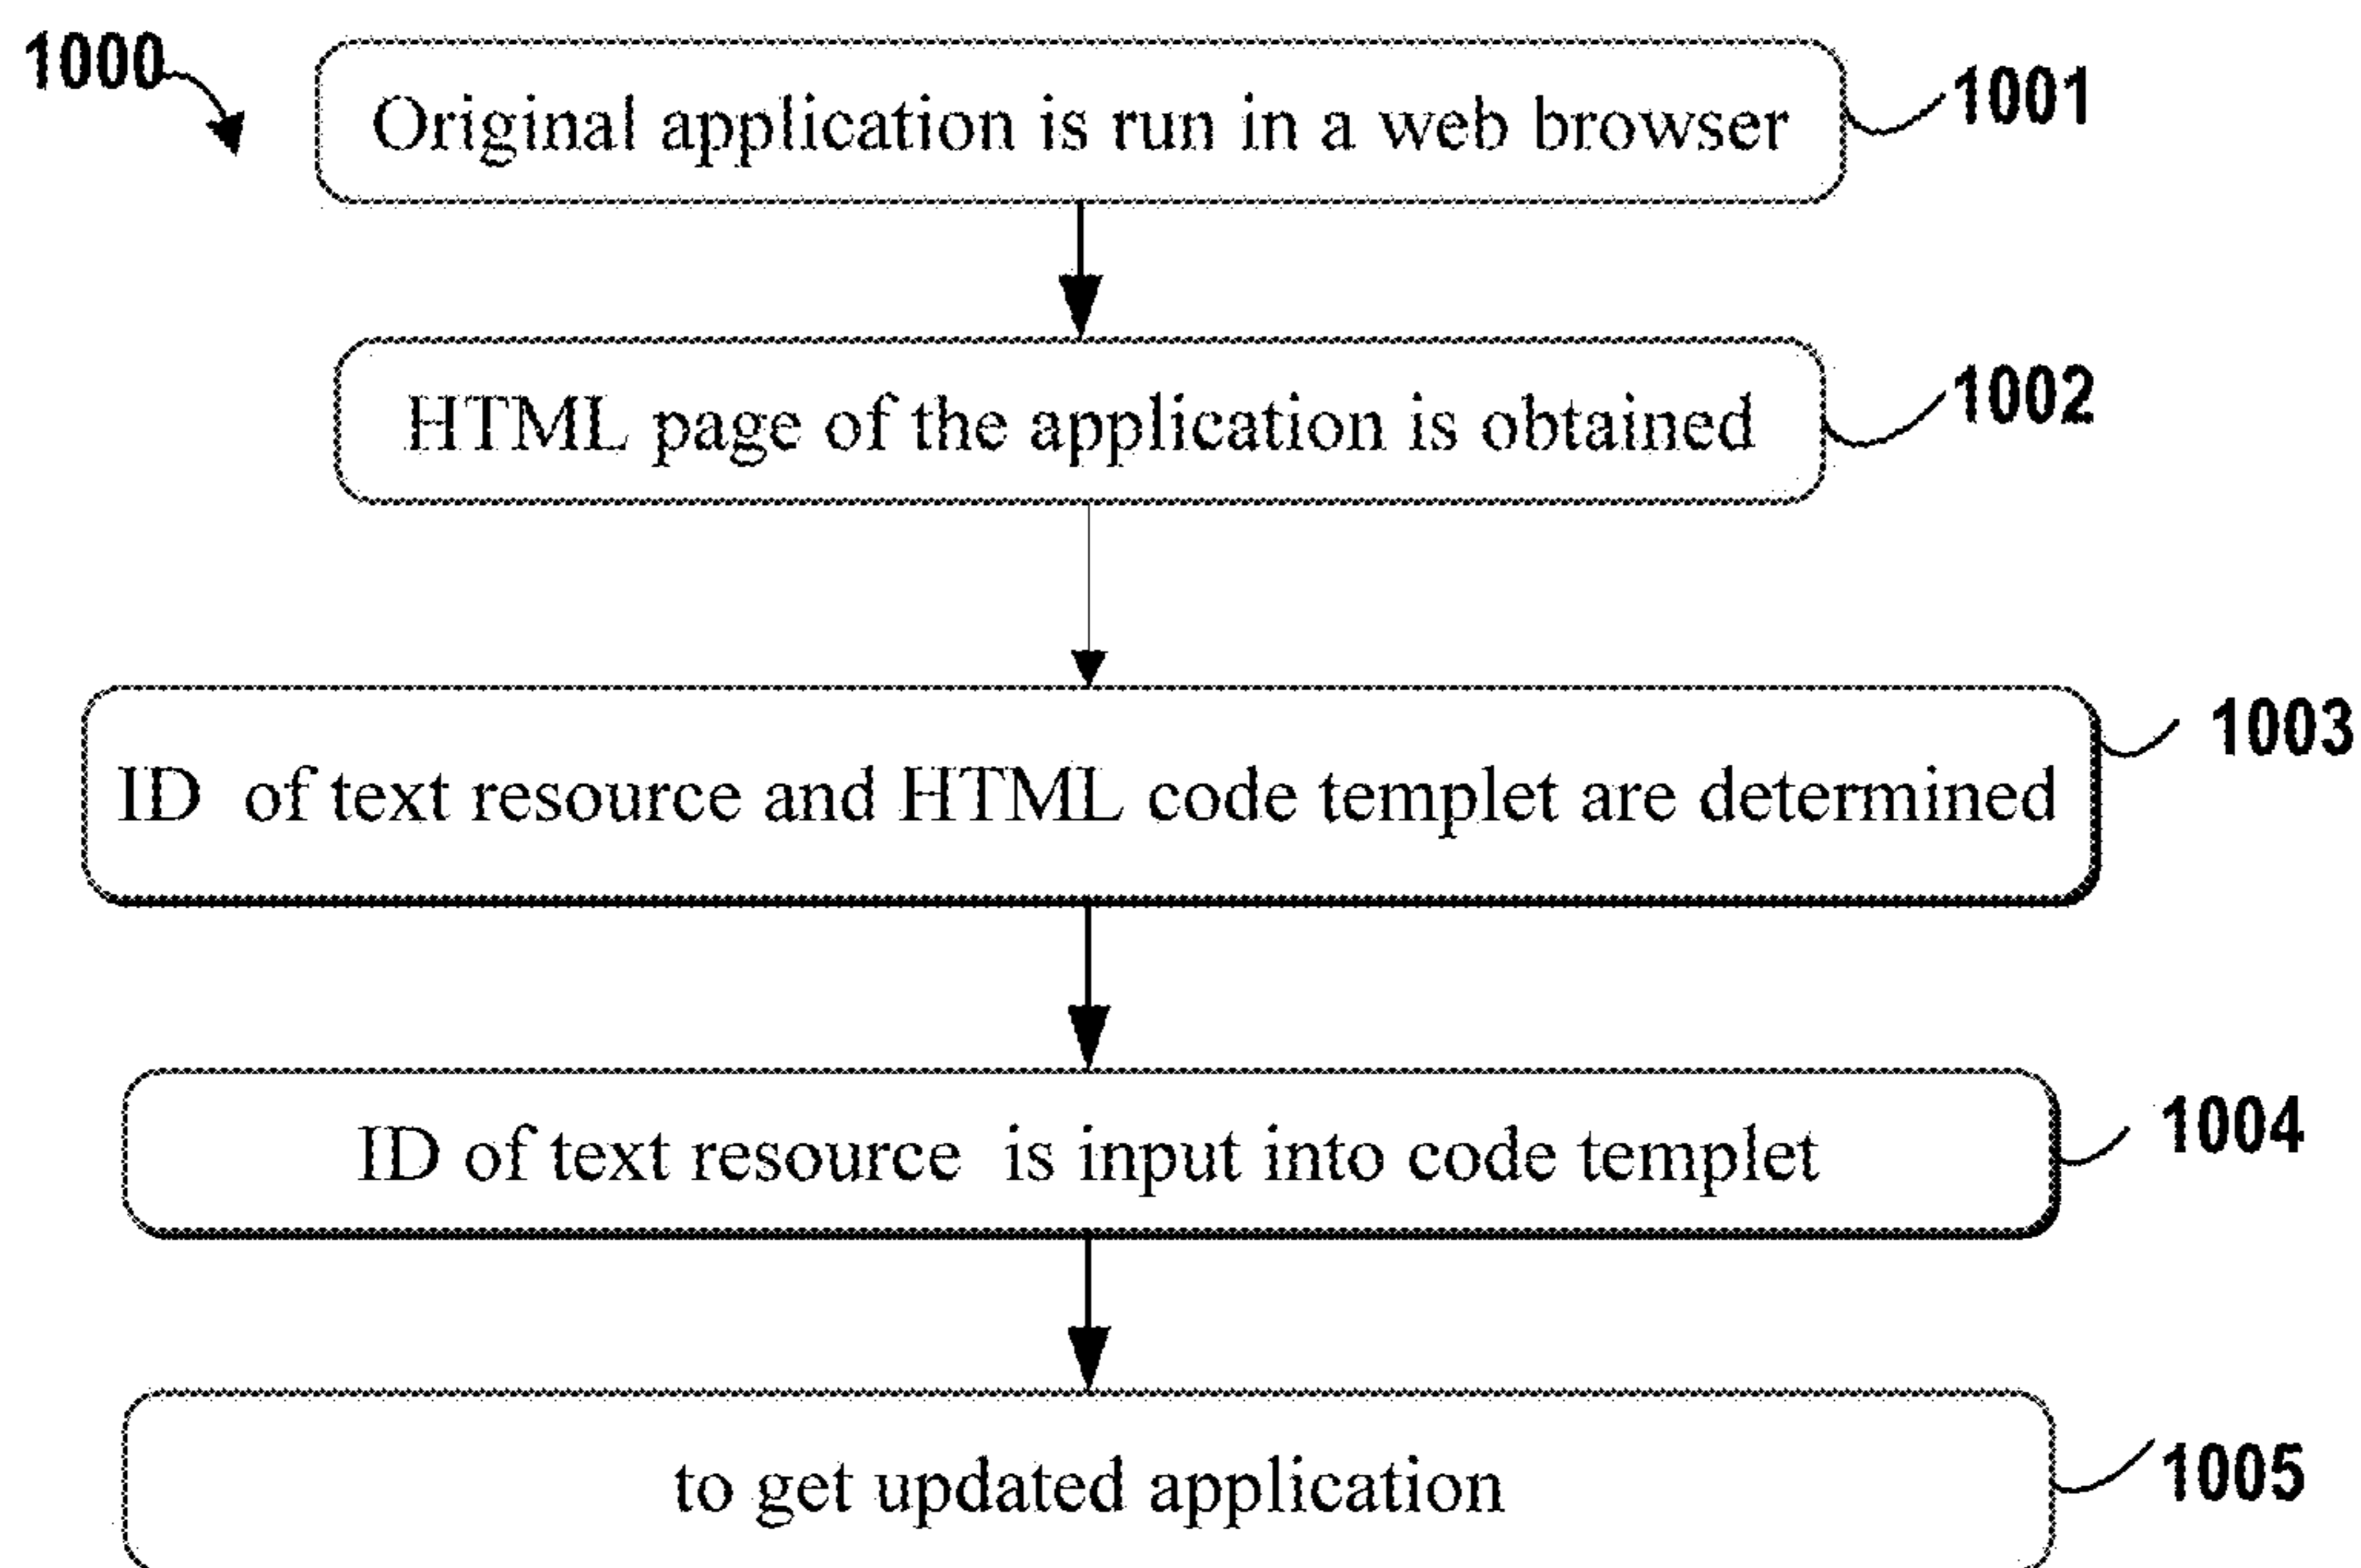 1000
Original application is run in a web browser
1001
HTML page of the application is obtained
1002
ID of text resource and HTML code templet are determined
1003
ID of text resource is input into code templet
1004
to get updated application
1005